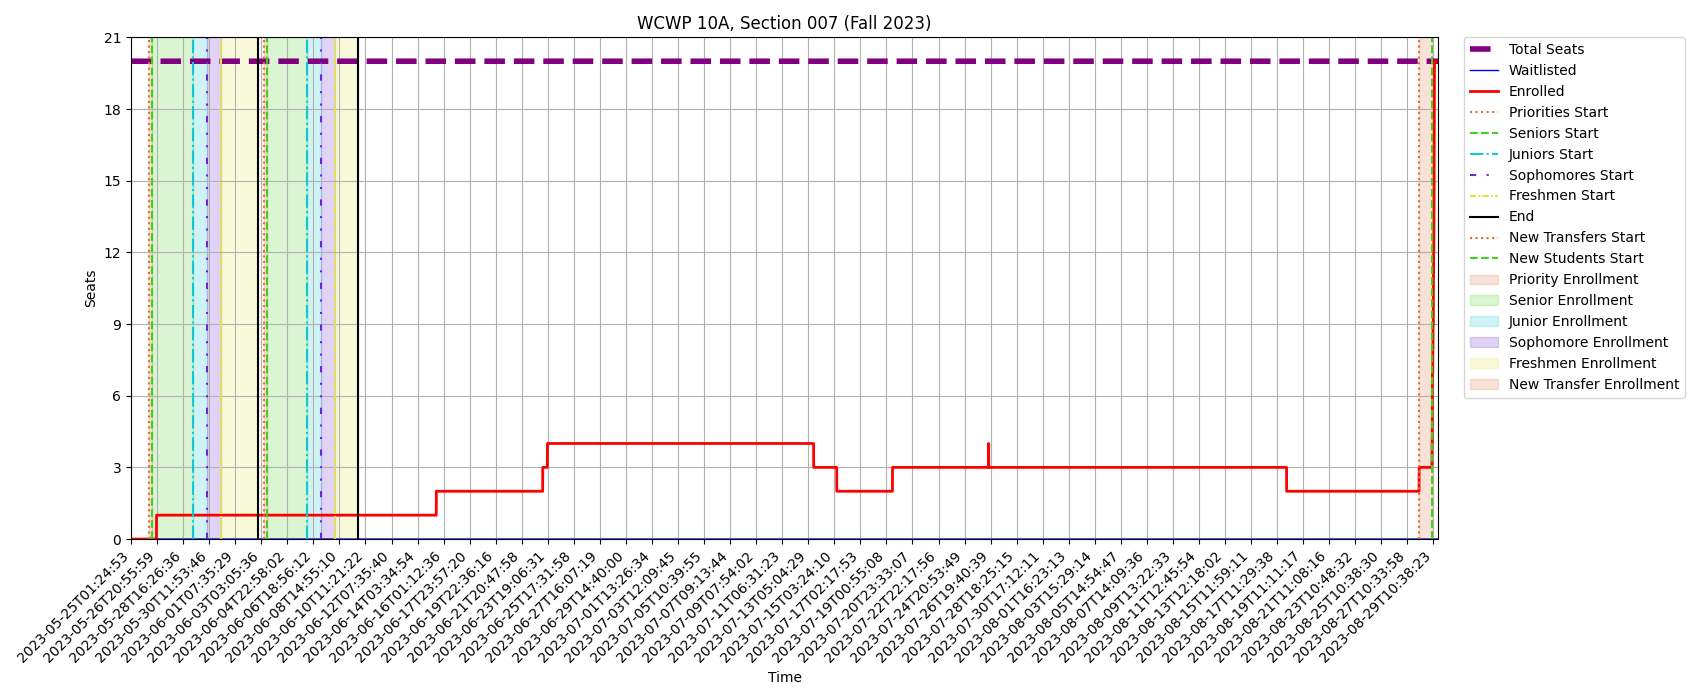 WCWP 10A, Section 007 (Fall 2023)
Seats
21
18
15
12
9
6
3
0
2023-05-25T01:24:53
2023-05-26T20:55:59
2023-05-28T16:26:36
2023-05-30T11:53:46
2023-06-01T07:35:29
2023-06-03T03:05:36
2023-06-04T22:58:02
2023-06-06T18:56:12
2023-06-08T14:55:10
2023-06-10T11:21:22
2023-06-12T07:35:40
2023-06-14T03:34:54
2023-06-16T01:12:36
2023-06-17T23:57:20
2023-06-19T22:36:16
2023-06-21T20:47:58
2023-06-23T19:06:31
2023-06-25T17:31:58
2023-06-27T16:07:19
2023-06-29T14:40:00
2023-07-01T13:26:34
2023-07-03T12:09:45
2023-07-05T10:39:55
2023-07-07T09:13:44
2023-07-09T07:54:02
2023-07-11T06:31:23
2023-07-13T05:04:29
2023-07-15T03:24:10
2023-07-17T02:17:53
2023-07-19T00:55:08
2023-07-20T23:33:07
2023-07-22T22:17:56
2023-07-24T20:53:49
2023-07-26T19:40:39
2023-07-28T18:25:15
2023-07-30T17:12:11
2023-08-01T16:23:13
2023-08-03T15:29:14
2023-08-05T14:54:47
2023-08-07T14:09:36
2023-08-09T13:22:33
2023-08-11T12:45:54
2023-08-13T12:18:02
2023-08-15T11:59:11
2023-08-17T11:29:38
2023-08-19T11:11:17
2023-08-21T11:08:16
2023-08-23T10:48:32
2023-08-25T10:38:30
2023-08-27T10:33:58
2023-08-29T10:38:23
Time
Total Seats
Waitlisted
Enrolled
Priorities Start
Seniors Start
Juniors Start
Sophomores Start
Freshmen Start
End
New Transfers Start
New Students Start
Priority Enrollment
Senior Enrollment
Junior Enrollment
Sophomore Enrollment
Freshmen Enrollment
New Transfer Enrollment